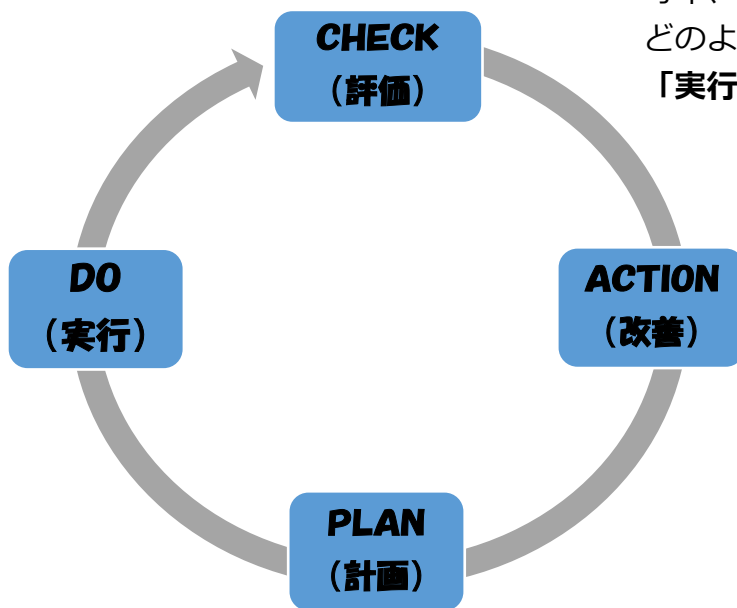 CHECK
（評価）
どのよ
「実行
DO
（実行）
ACTION
（改善）
PLAN
（計画）